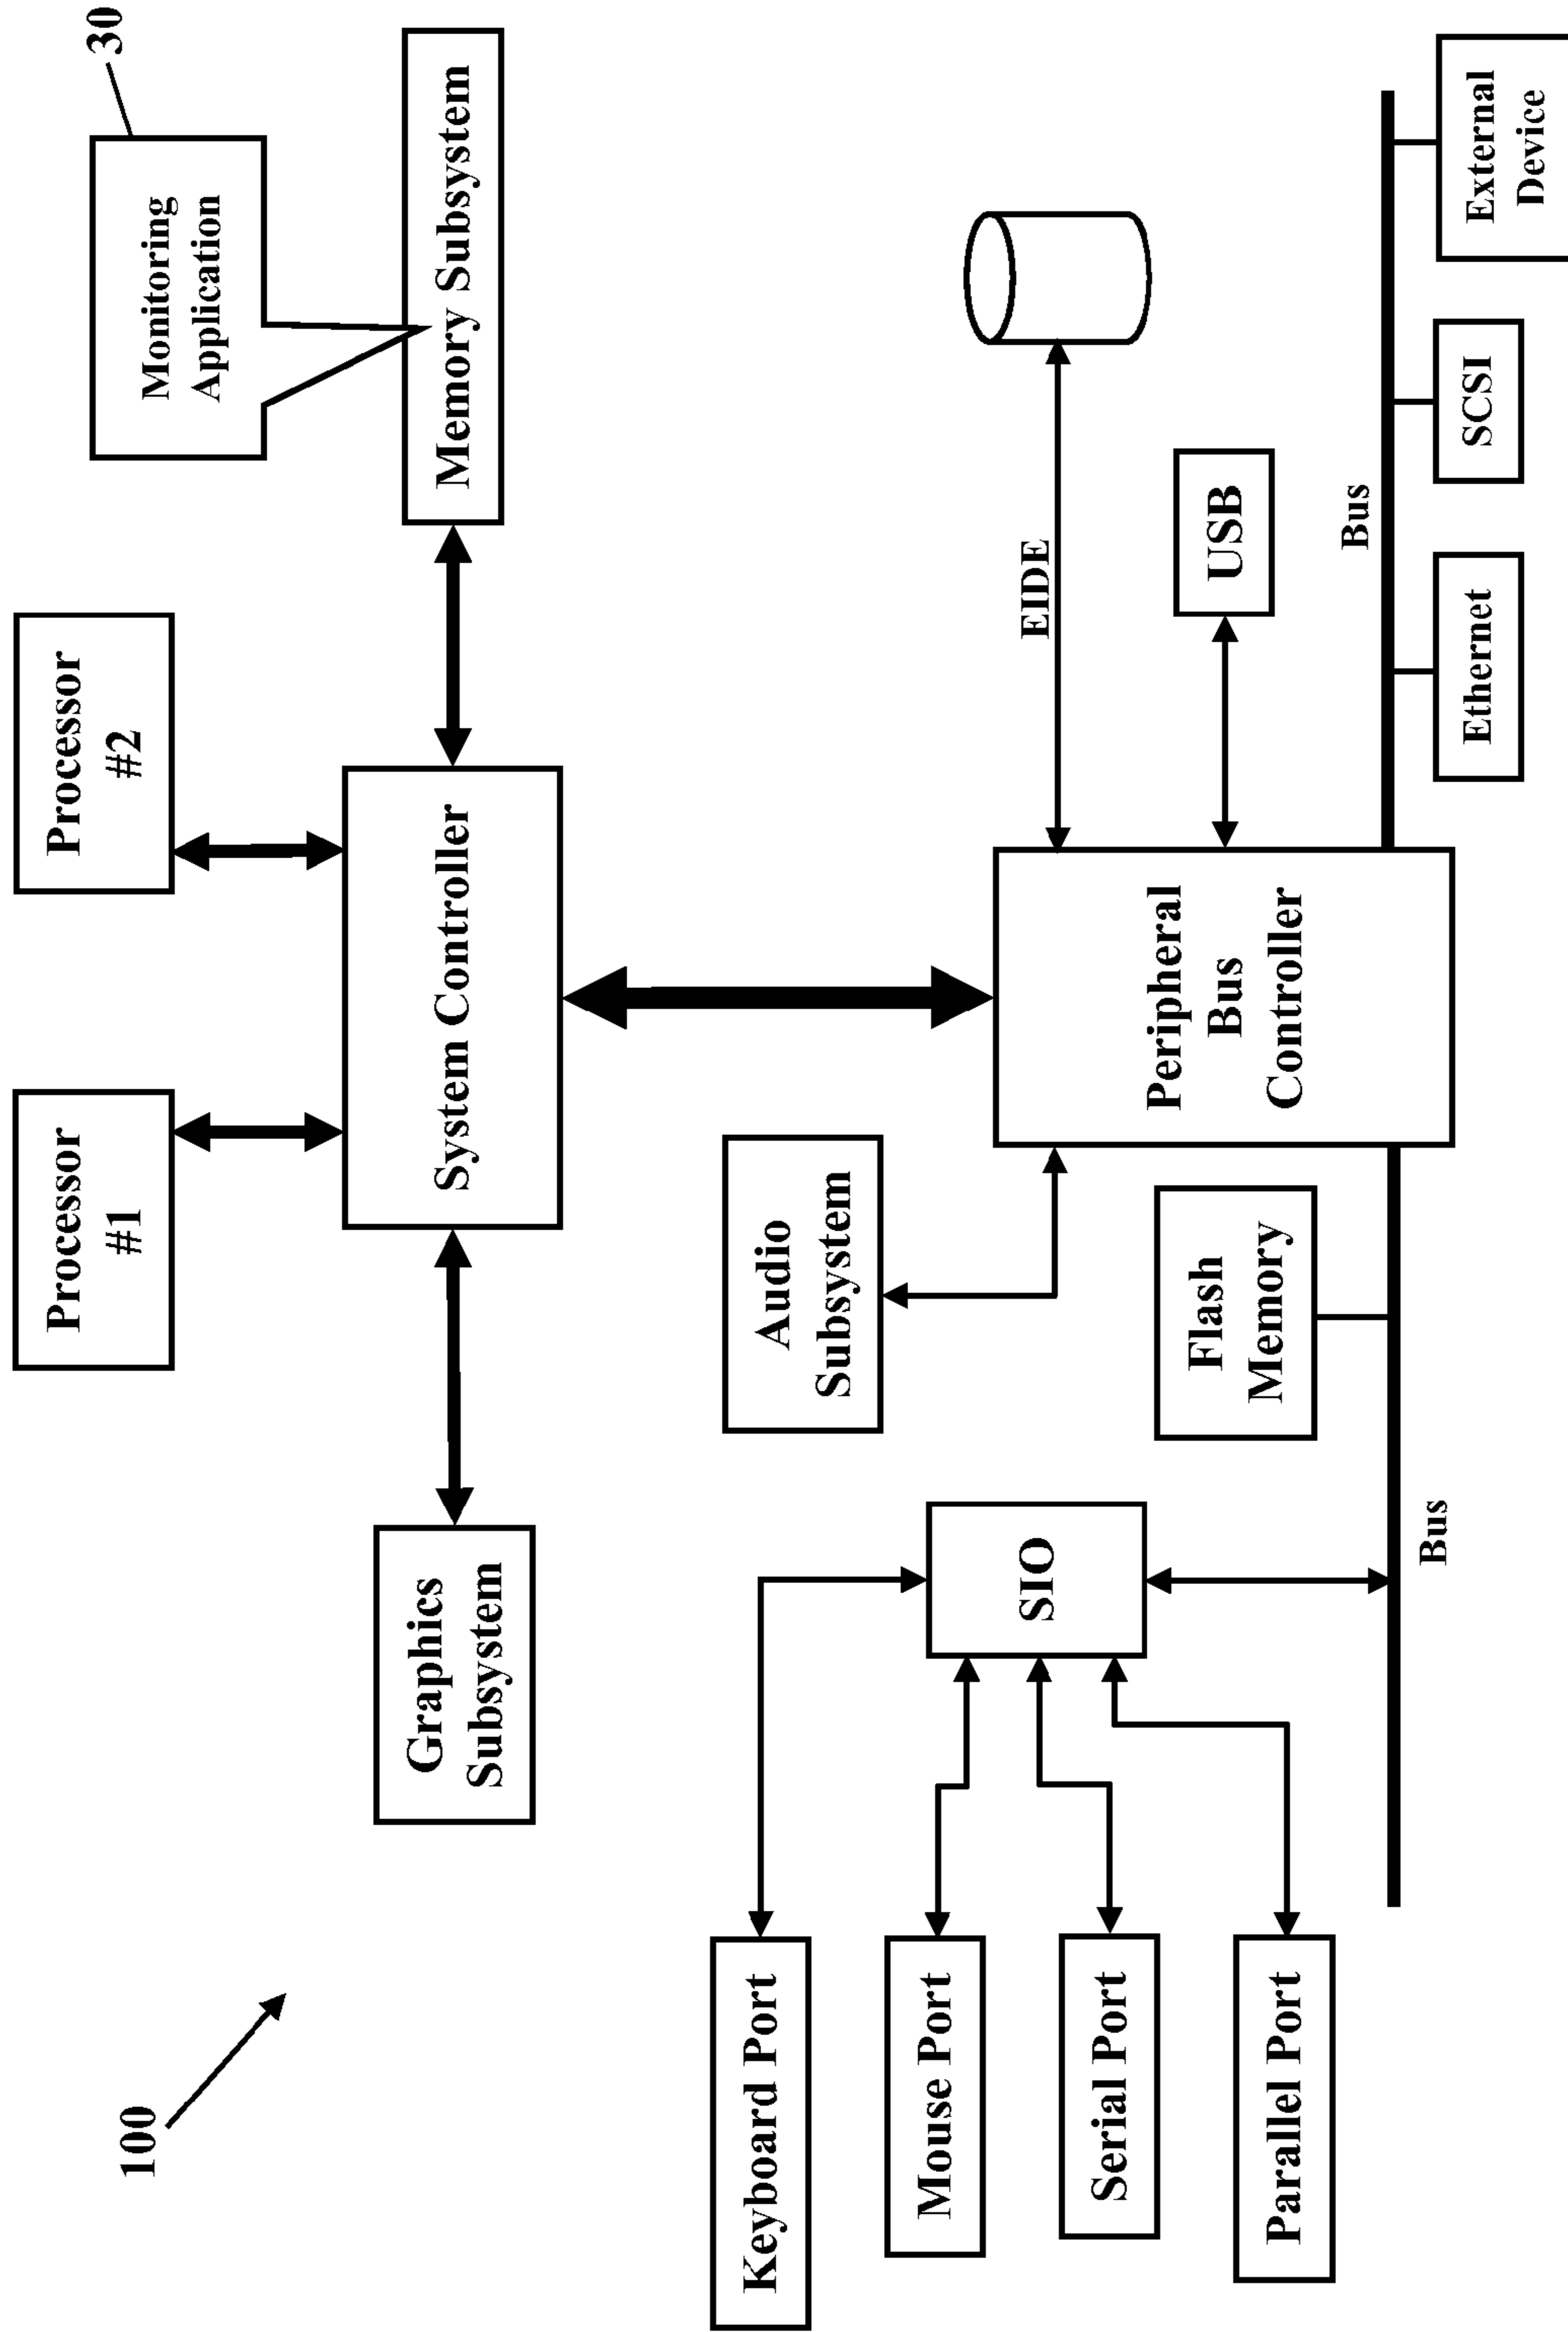 100
30
Monitoring
Application
Processor
#1
Processor
#2
Graphics
Subsystem
System Controller
Memory Subsystem
Audio
Subsystem
Keyboard Port
Mouse Port
Serial Port
Parallel Port
SIO
Flash
Memory
Peripheral
Bus
Controller
EIDE
USB
Bus
Bus
Ethernet
SCSI
External
Device